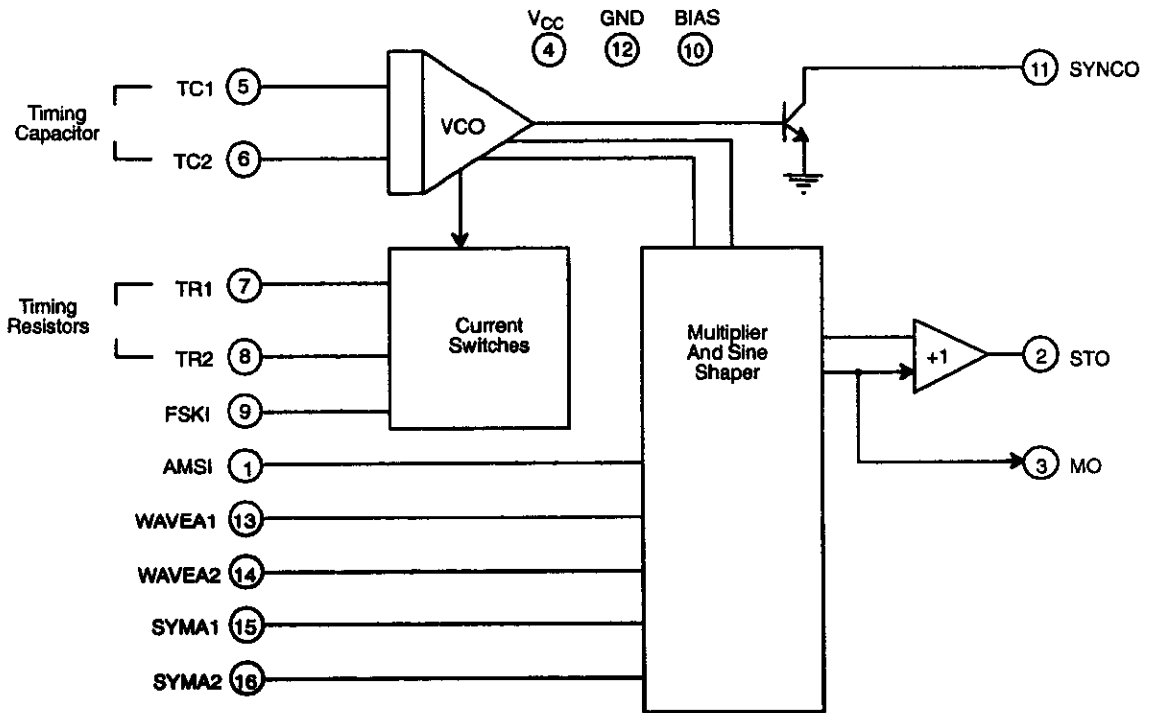 VCC GND BIAS
4 12 10
11 SYNCO
TC1 5
Timing
Capacitor
VCO
TC2 6
TR1 7
Timing
Resistors
Current
Switches
TR2 8
FSKI 9
Multiplier
And Sine
Shaper
+1
2 STO
AMSI 1
3 MO
WAVEA1 13
WAVEA2 14
SYMA1 15
SYMA2 16